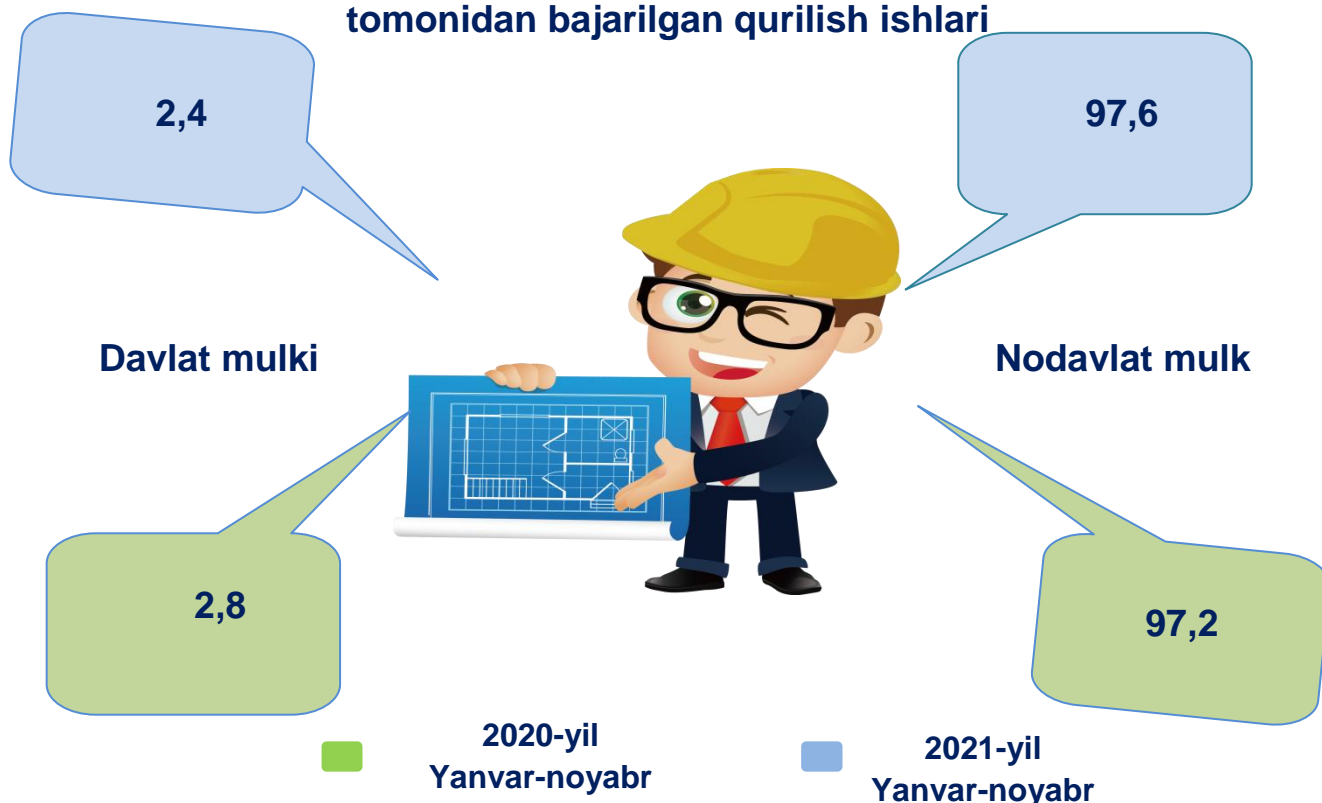 tomonidan bajarilgan qurilish ishlari
2,4
97,6
Davlat mulki
Nodavlat mulk
2,8
97,2
2020-yil
Yanvar-noyabr
2021-yil
Yanvar-noyabr